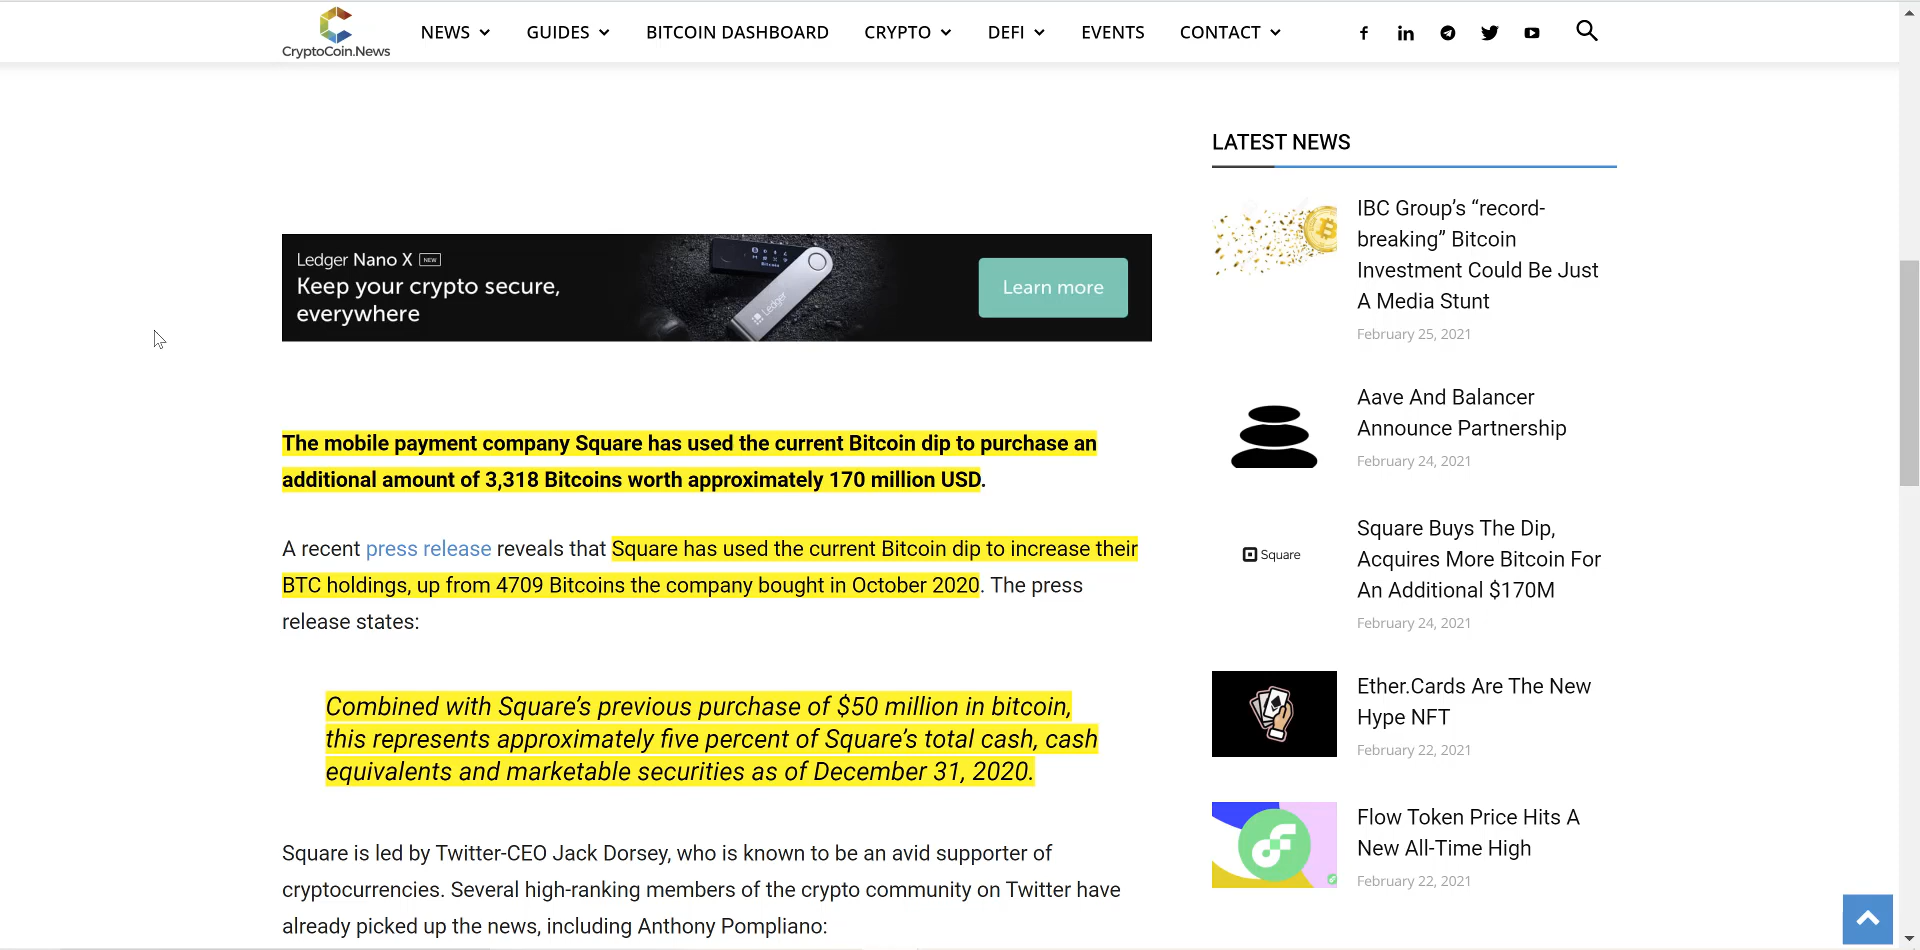 CryptoCoin.News
NEWS
GUIDES
BITCOIN DASHBOARD
CRYPTO
DEFI
EVENTS
CONTACT
Ledger Nano X NEW
Keep your crypto secure,
everywhere
Ledger
Learn more
The mobile payment company Square has used the current Bitcoin dip to purchase an
additional amount of 3,318 Bitcoins worth approximately 170 million USD.
A recent press release reveals that Square has used the current Bitcoin dip to increase their
BTC holdings, up from 4709 Bitcoins the company bought in October 2020. The press
release states:
Combined with Square’s previous purchase of $50 million in bitcoin,
this represents approximately five percent of Square’s total cash, cash
equivalents and marketable securities as of December 31, 2020.
Square is led by Twitter-CEO Jack Dorsey, who is known to be an avid supporter of
cryptocurrencies. Several high-ranking members of the crypto community on Twitter have
already picked up the news, including Anthony Pompliano:
LATEST NEWS
IBC Group’s “record-
breaking” Bitcoin
Investment Could Be Just
A Media Stunt
February 25, 2021
Aave And Balancer
Announce Partnership
February 24, 2021
Square
Square Buys The Dip,
Acquires More Bitcoin For
An Additional $170M
February 24, 2021
Ether.Cards Are The New
Hype NFT
February 22, 2021
Flow Token Price Hits A
New All-Time High
February 22, 2021